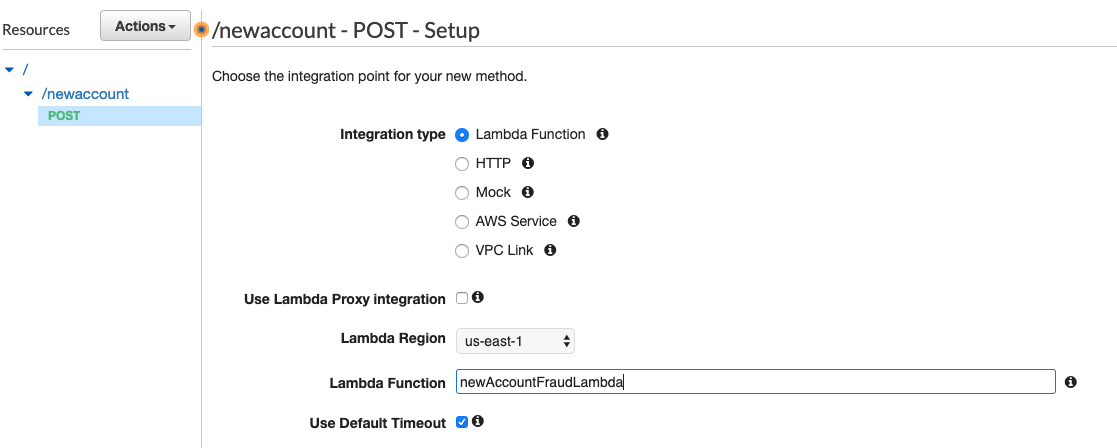 Resources
Actions
/newaccount - POST - Setup
/
/newaccount
POST
Choose the integration point for your new method.
Integration type
Lambda Function
HTTP
Mock
AWS Service
VPC Link
Use Lambda Proxy integration
Lambda Region us-east-1
Lambda Function newAccountFraudLambda
Use Default Timeout